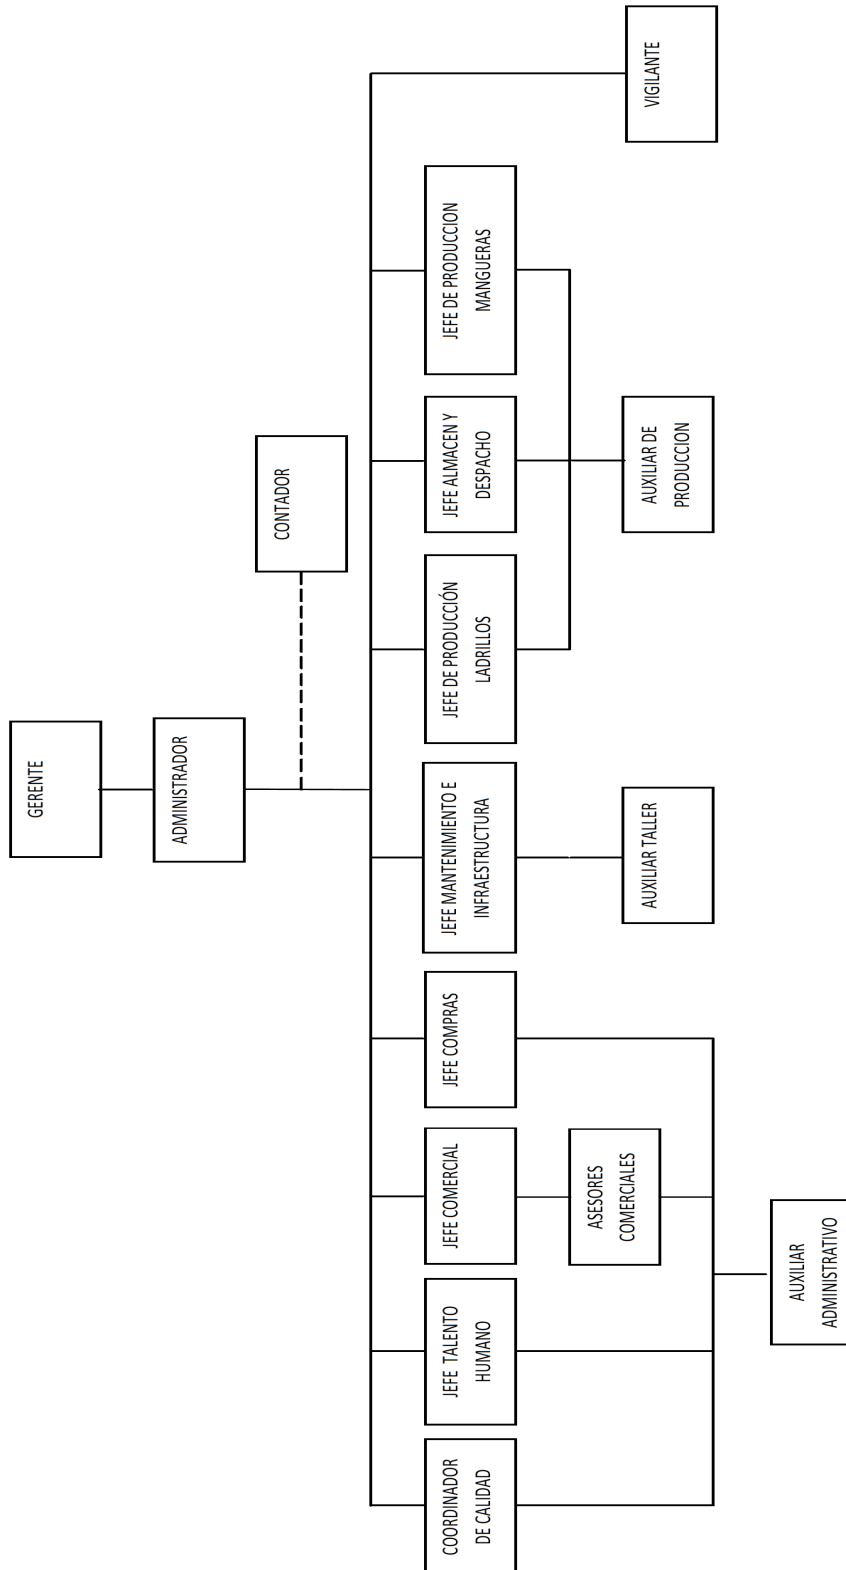 GERENTE
ADMINISTRADOR
CONTADOR
COORDINADOR
DE CALIDAD
JEFE TALENTO
HUMANO
JEFE COMERCIAL
JEFE COMPRAS
JEFE MANTENIMIENTO E
INFRAESTRUCTURA
JEFE DE PRODUCCIÓN
LADRILLOS
JEFE ALMACEN Y
DESPACHO
JEFE DE PRODUCCION
MANGUERAS
ASESORES
COMERCIALES
AUXILIAR TALLER
AUXILIAR DE
PRODUCCION
VIGILANTE
AUXILIAR
ADMINISTRATIVO